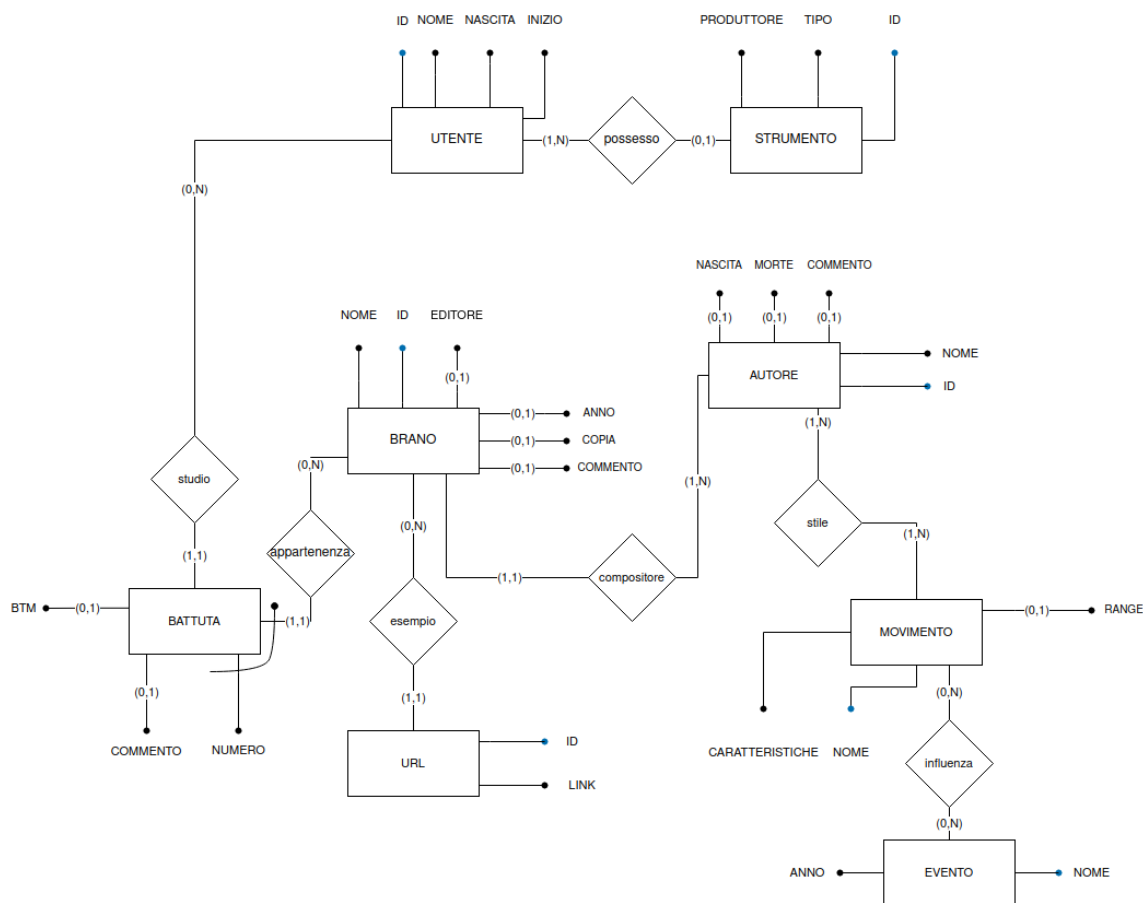 ID NOME NASCITA INIZIO PRODUTTORE TIPO ID
UTENTE (1,N) possesso (0,1) STRUMENTO
(0,N)
NASCITA MORTE COMMENTO
NOME ID EDITORE (0,1) (0,1) (0,1)
NOME
AUTORE
(0,1) ID
(0,1) ANNO
BRANO (0,1) COPIA (1,N)
(0,N) (0,1) COMMENTO
studio (1,N)
(0,N) stile (1,N)
(1,1) appartenenza
(1,1) compositore
BTM (0,1) BATTUTA (1,1) esempio (0,1) RANGE
MOVIMENTO
(0,1) (1,1) (0,N)
COMMENTO NUMERO ID CARATTERISTICHE NOME
URL influenza
LINK
(0,N)
ANNO EVENTO NOME